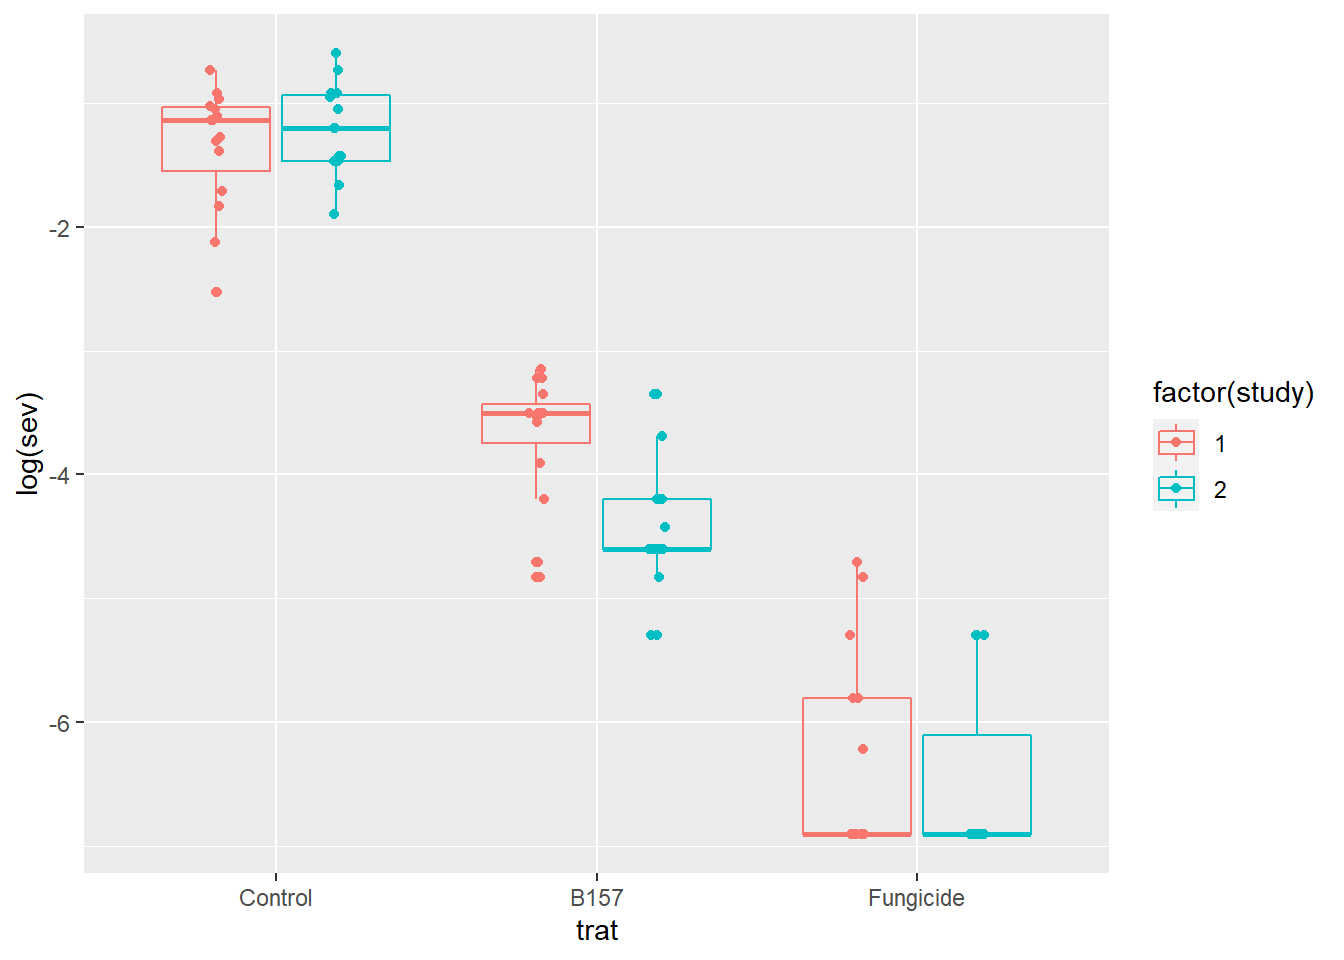 -2
-4
-6
log(sev)
Control
B157
Fungicide
trat
factor(study)
1
2